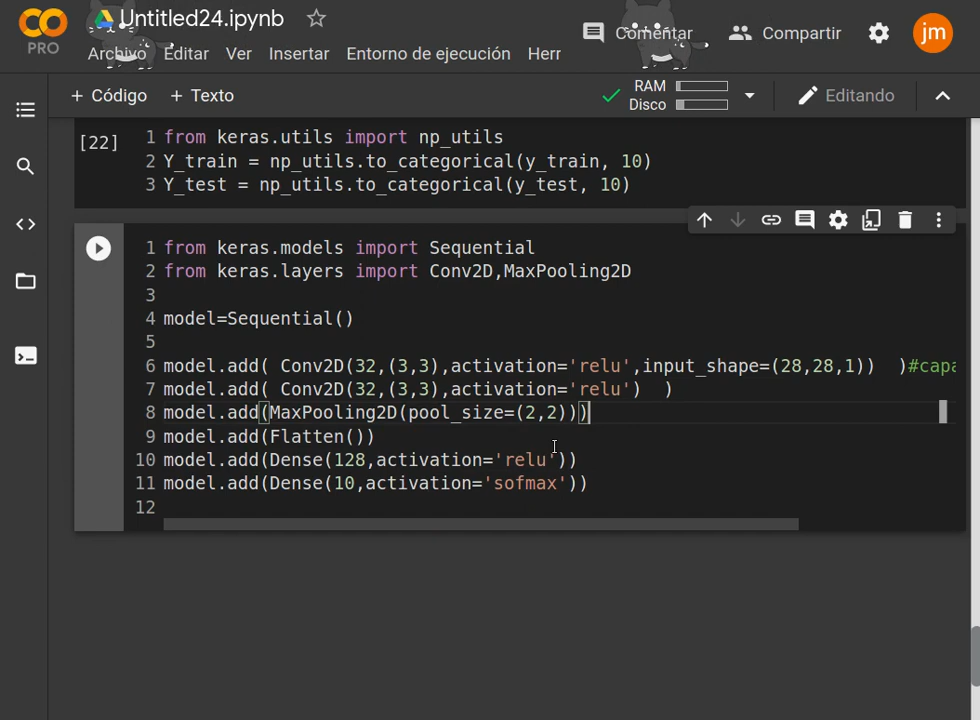 CO
PRO
Untitled24.ipynb
Archivo Editar Ver Insertar Entorno de ejecución Herr
Comentar
Compartir
jm
+ Código + Texto
RAM
Disco
Editando
[22]
1 from keras.utils import np_utils
2 Y_train = np_utils.to_categorical(y_train, 10)
3 Y_test = np_utils.to_categorical(y_test, 10)
1 from keras.models import Sequential
2 from keras.layers import Conv2D,MaxPooling2D
3
4 model=Sequential()
5
6 model.add( Conv2D(32,(3,3),activation='relu',input_shape=(28,28,1))  )#capa
7 model.add( Conv2D(32,(3,3),activation='relu')  )
8 model.add(MaxPooling2D(pool_size=(2,2)))
9 model.add(Flatten())
10 model.add(Dense(128,activation='relu'))
11 model.add(Dense(10,activation='sofmax'))
12